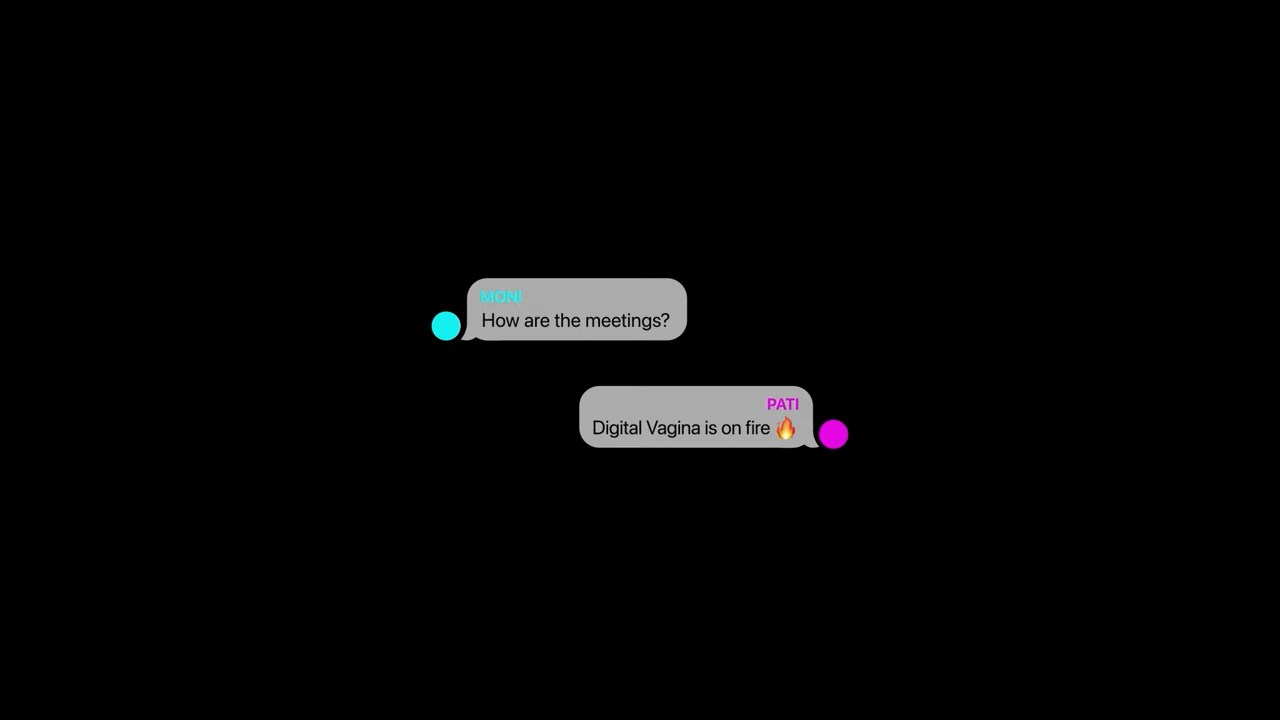 MONI
How are the meetings?
PATI
Digital Vagina is on fire 🔥